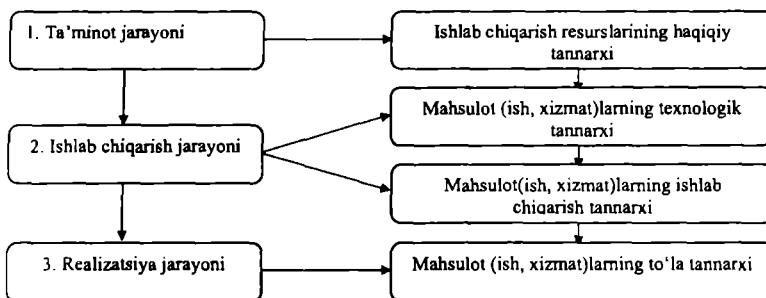 1. Ta'minot jarayoni
Ishlab chiqarish resurslarining haqiqiy
tannarxi
Mahsulot (ish, xizmat)larning texnologik
tannarxi
2. Ishlab chiqarish jarayoni
Mahsulot(ish, xizmat)larning ishlab
chiqarish tannarxi
3. Realizatsiya jarayoni
Mahsulot (ish, xizmat)larning to‘la tannarxi